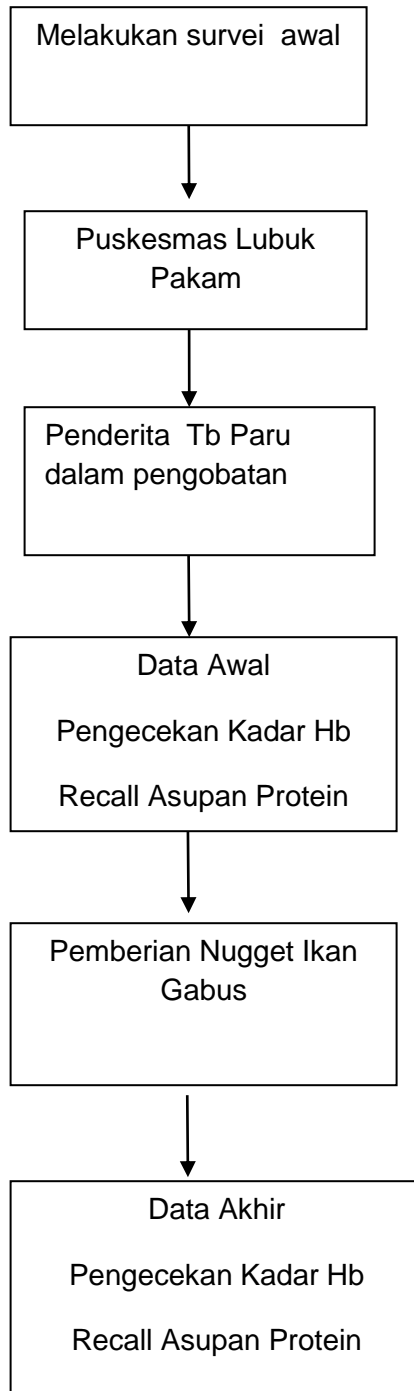 Melakukan survei awal
Puskesmas Lubuk
Pakam
Penderita Tb Paru
dalam pengobatan
Data Awal
Pengecekan Kadar Hb
Recall Asupan Protein
Pemberian Nugget Ikan
Gabus
Data Akhir
Pengecekan Kadar Hb
Recall Asupan Protein